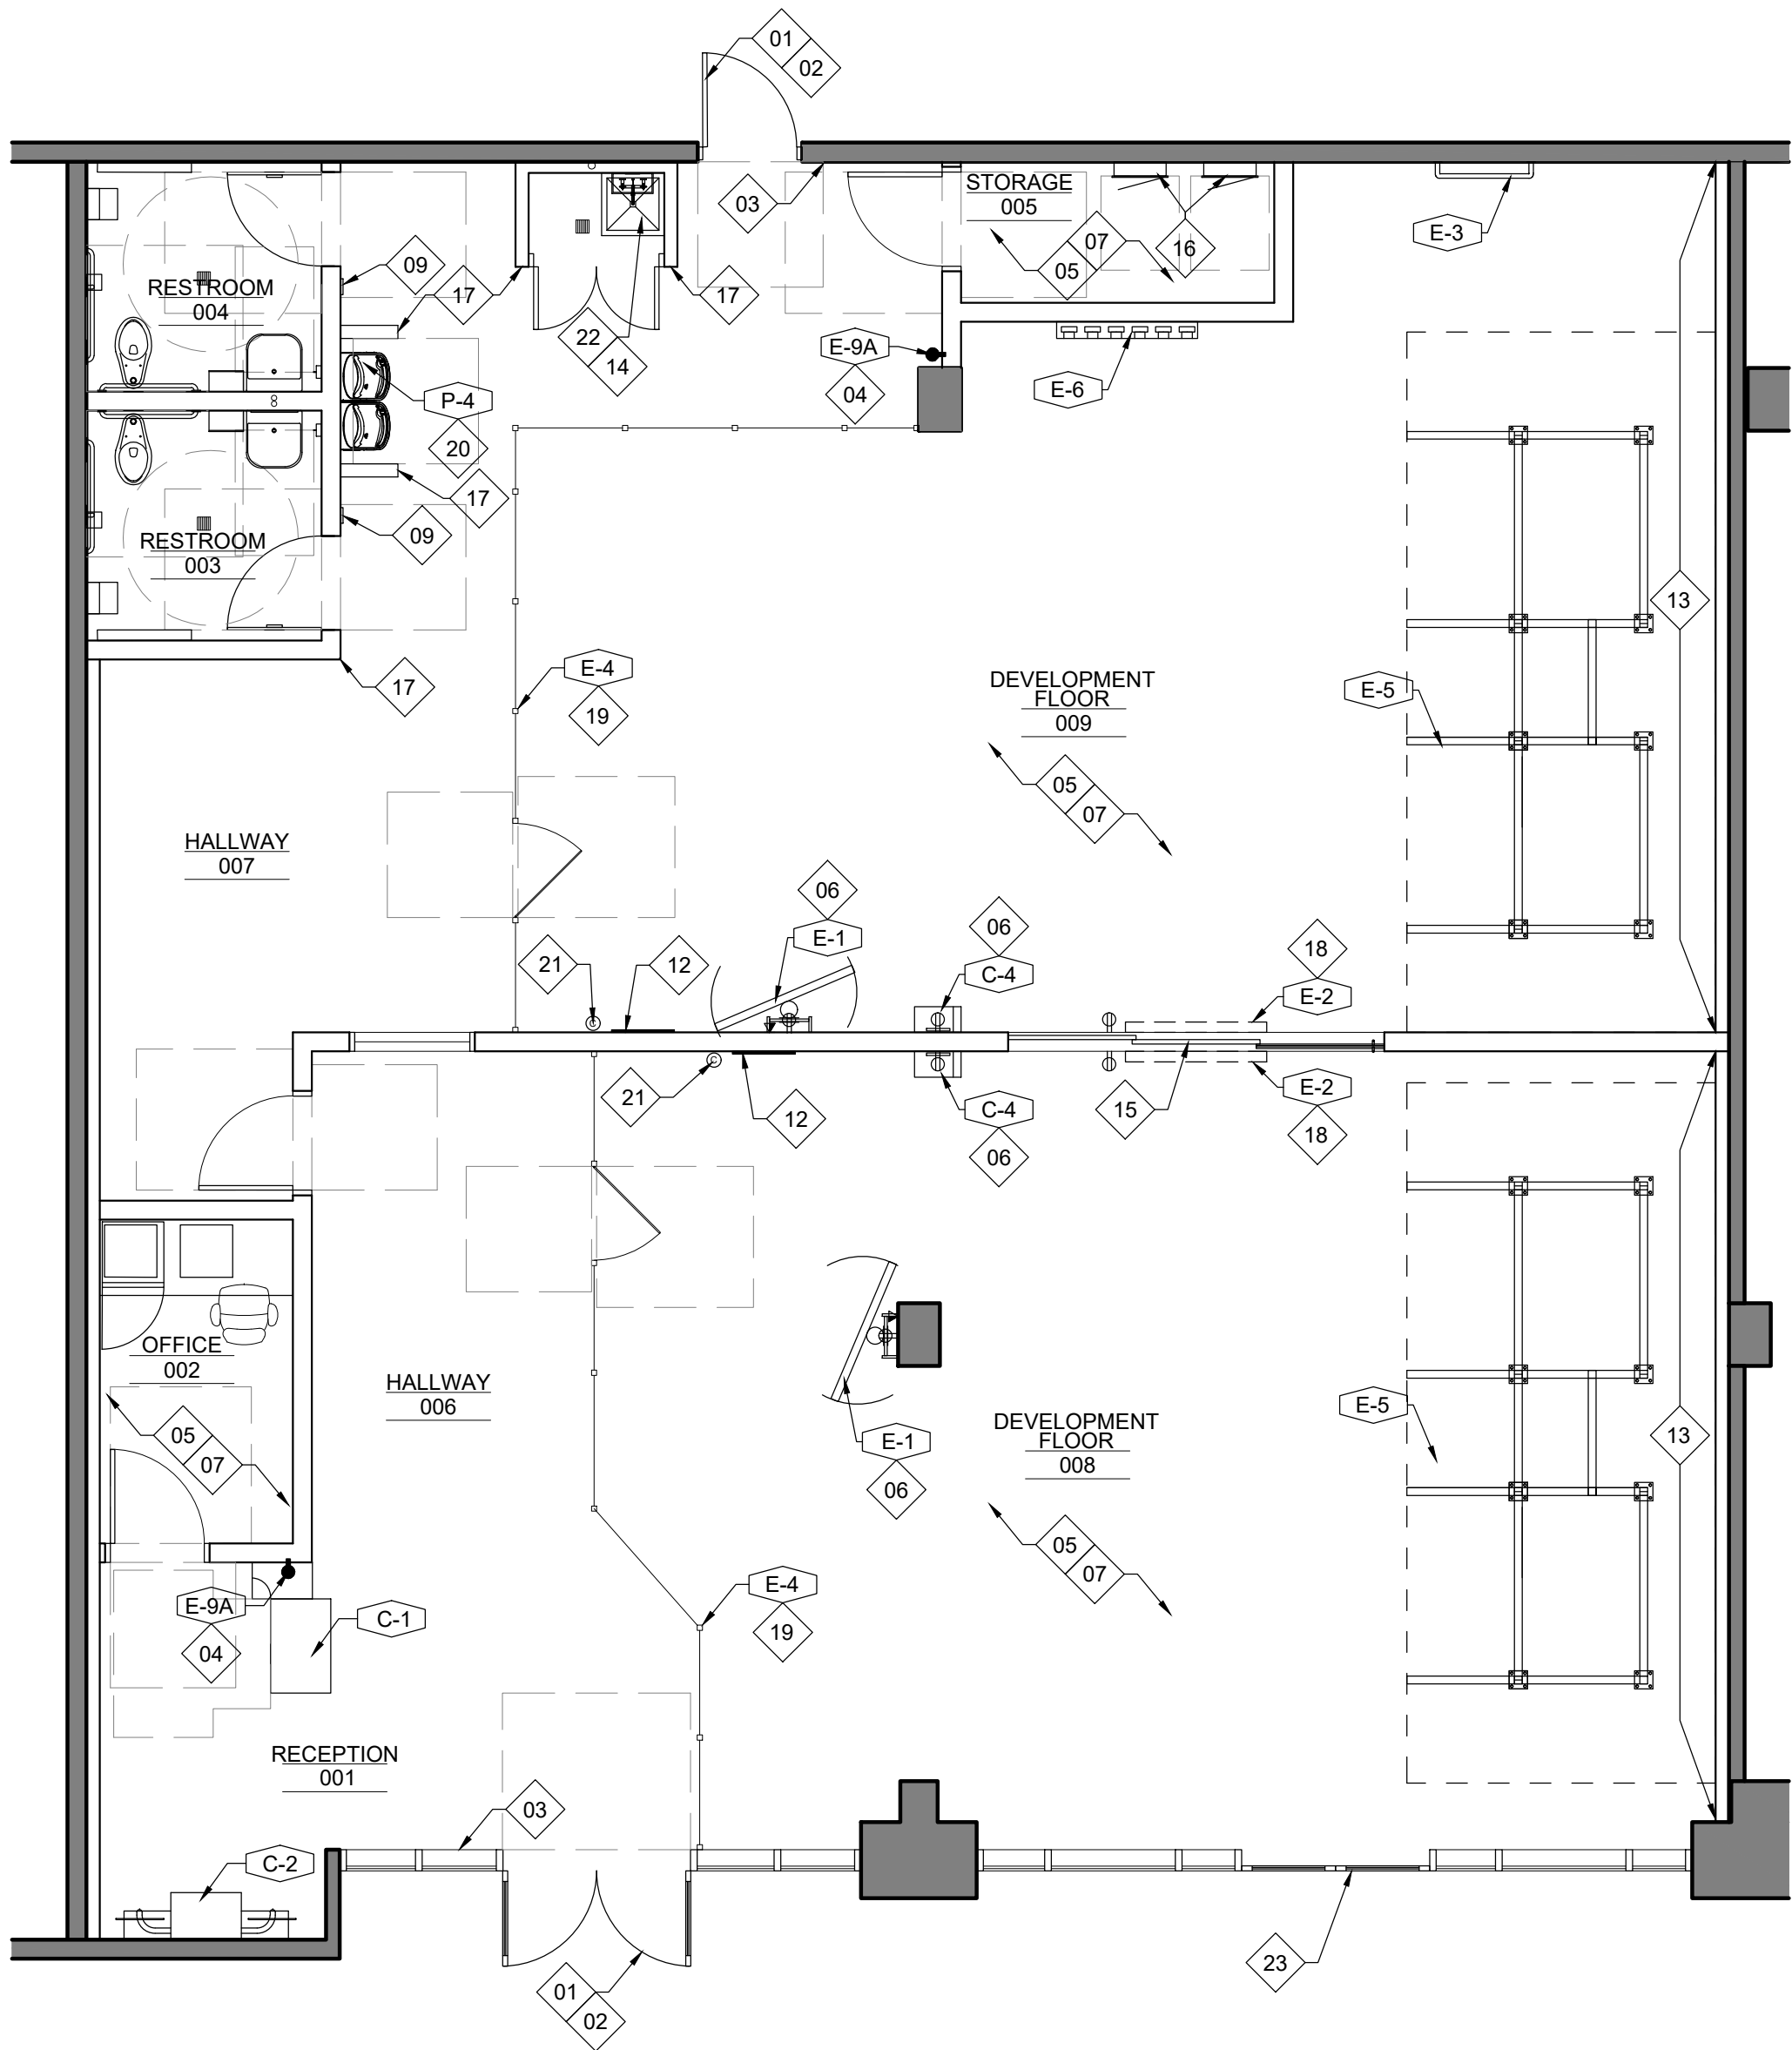 01
02
03
STORAGE
005
07
05
16
E-3
09
17
17
RESTROOM
004
22
14
E-9A
04
E-6
P-4
20
17
09
RESTROOM
003
13
E-4
19
17
DEVELOPMENT
FLOOR
009
E-5
05
07
HALLWAY
007
06
E-1
06
C-4
18
E-2
21
12
21
12
C-4
06
15
E-2
18
OFFICE
002
05
07
HALLWAY
006
E-1
06
DEVELOPMENT
FLOOR
008
E-5
13
05
07
E-9A
04
C-1
E-4
19
RECEPTION
001
03
C-2
01
02
23